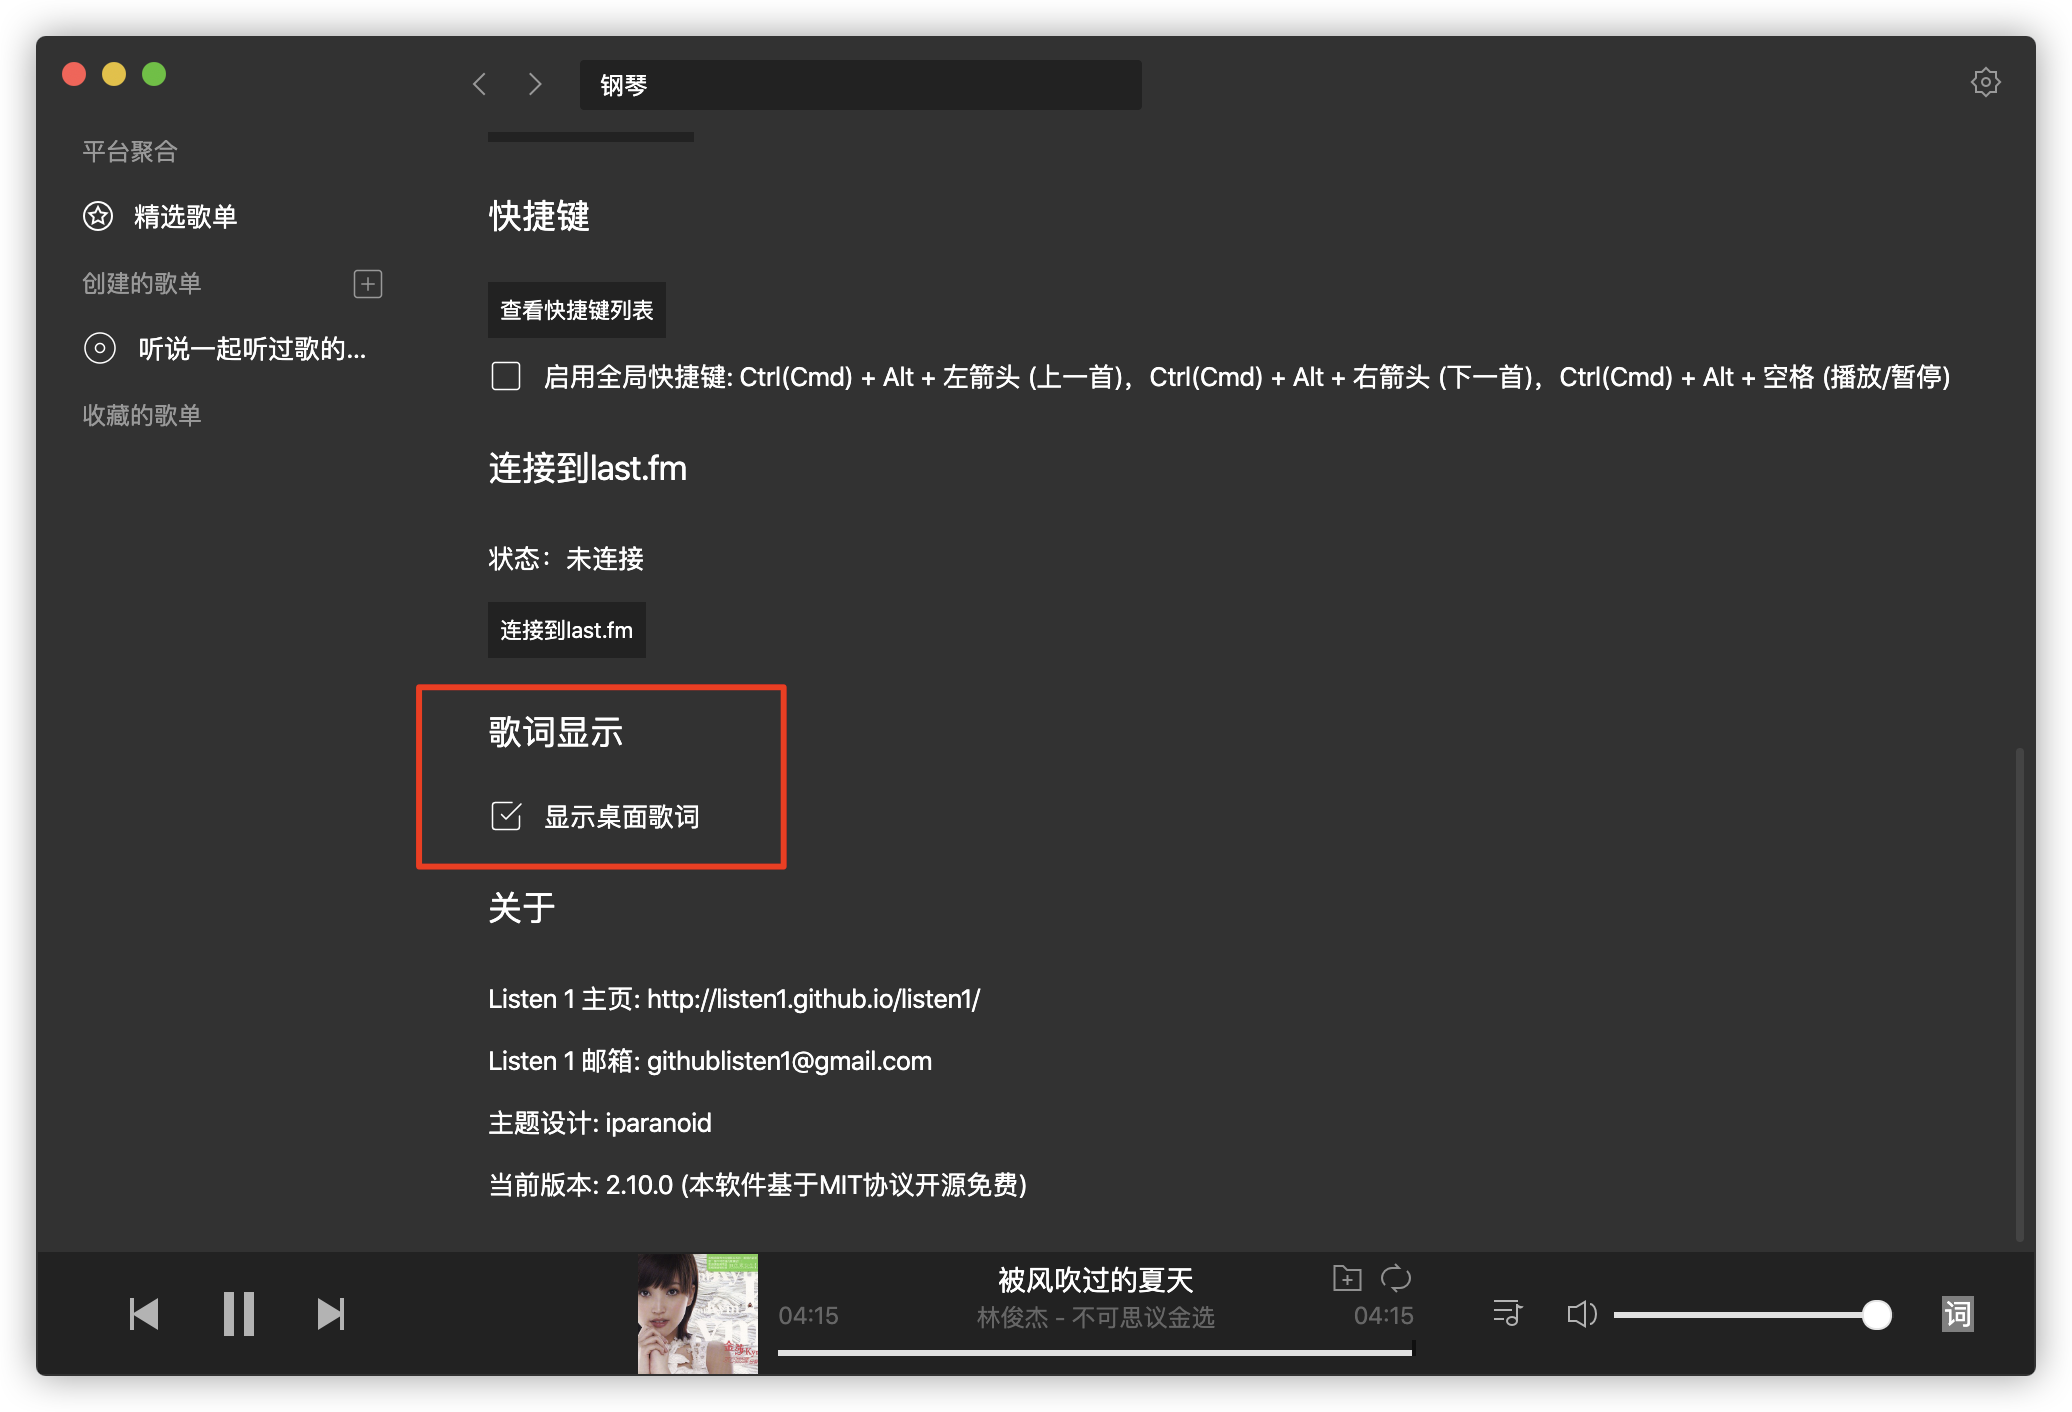 钢琴
平台聚合
精选歌单
创建的歌单
听说一起听过歌的...
收藏的歌单
快捷键
查看快捷键列表
启用全局快捷键: Ctrl(Cmd) + Alt + 左箭头 (上一首)，Ctrl(Cmd) + Alt + 右箭头 (下一首)，Ctrl(Cmd) + Alt + 空格 (播放/暂停)
连接到last.fm
状态：未连接
连接到last.fm
歌词显示
显示桌面歌词
关于
Listen 1 主页: http://listen1.github.io/listen1/
Listen 1 邮箱: githublisten1@gmail.com
主题设计: iparanoid
当前版本: 2.10.0 (本软件基于MIT协议开源免费)
被风吹过的夏天
04:15
林俊杰 - 不可思议金选
04:15
词